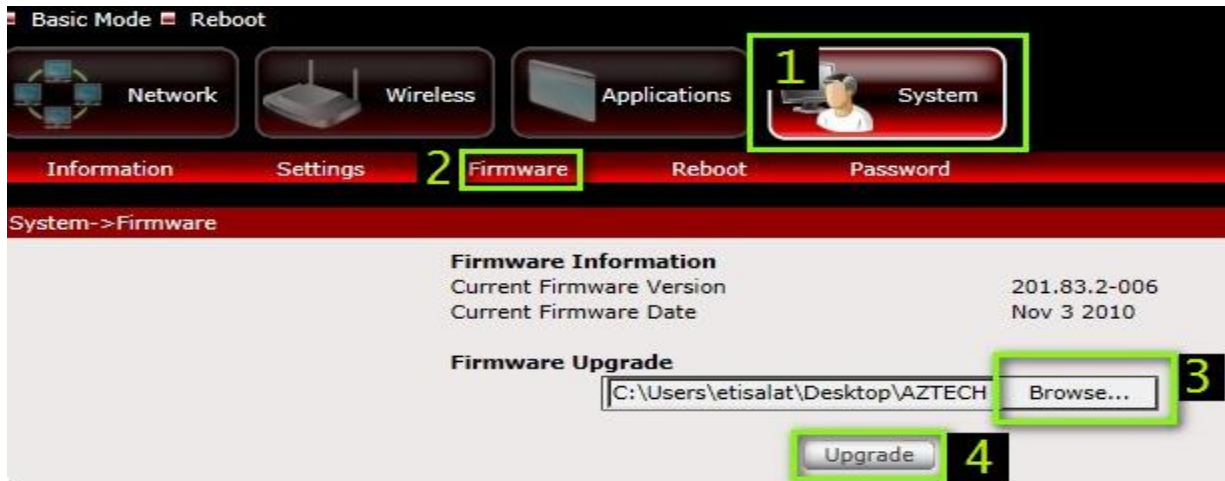 Basic Mode Reboot
Network Wireless Applications 1 System
Information Settings 2 Firmware Reboot Password
System->Firmware
Firmware Information
Current Firmware Version 201.83.2-006
Current Firmware Date Nov 3 2010
Firmware Upgrade
C:\Users\etisalat\Desktop\AZTECH Browse... 3
Upgrade 4